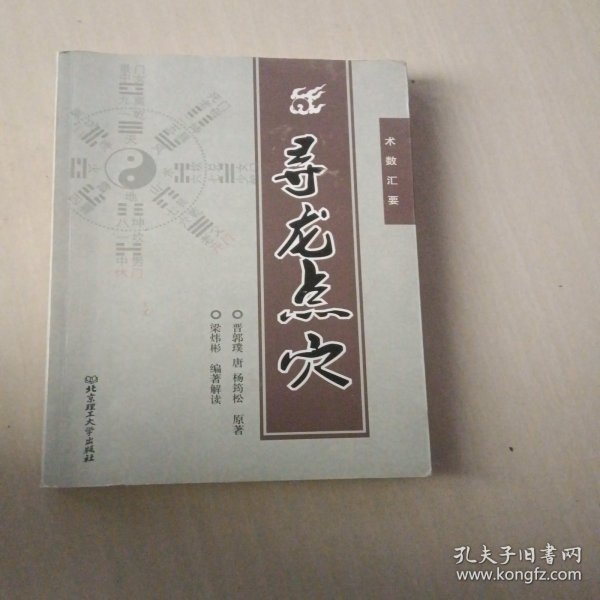 术数汇要
寻龙点穴
晋郭璞 唐 杨筠松 原著
梁炜彬 编著解读
北京理工大学出版社
孔夫子旧书网
www.kongfz.com